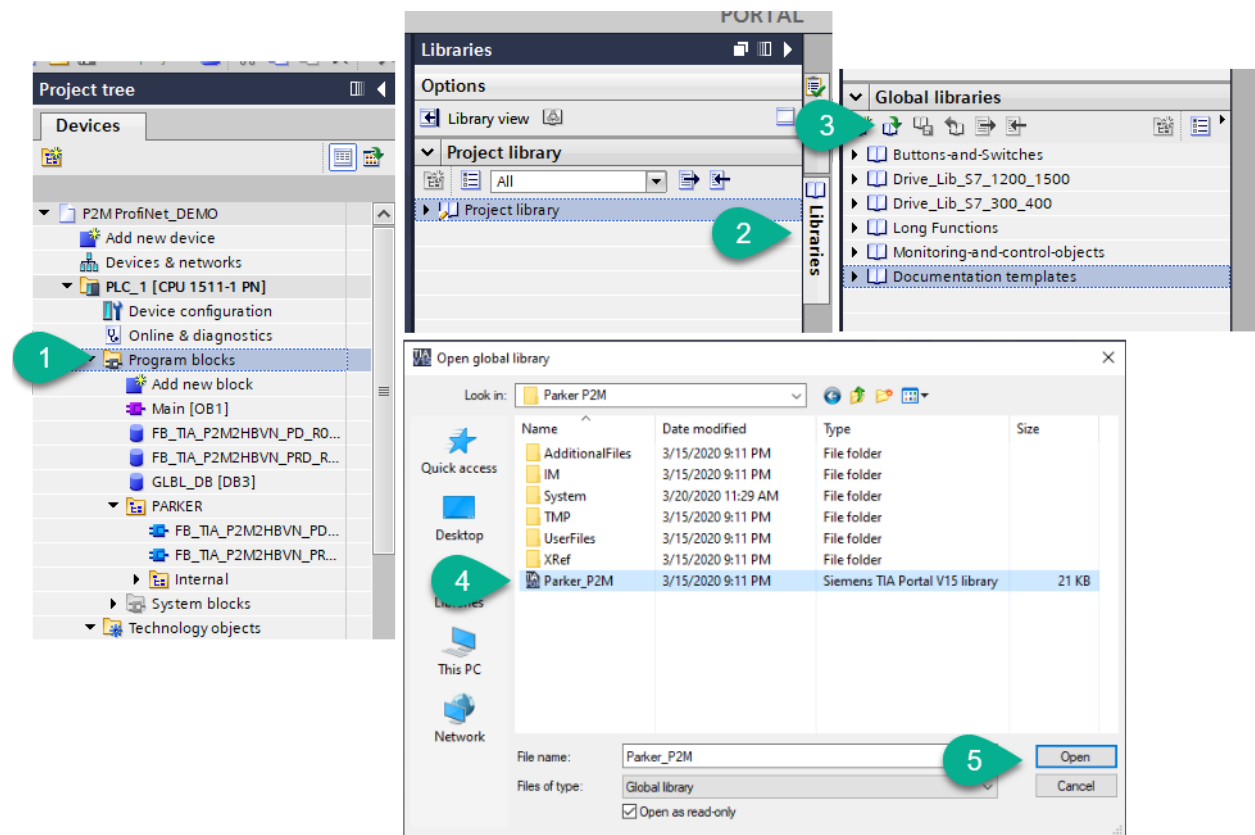 PORTAL
Project tree
Devices
P2M ProfiNet_DEMO
Add new device
Devices & networks
PLC_1 [CPU 1511-1 PN]
Device configuration
Online & diagnostics
1
Program blocks
Add new block
Main [OB1]
FB_TIA_P2M2HBVN_PD_R0...
FB_TIA_P2M2HBVN_PRD_R...
GLBL_DB [DB3]
PARKER
FB_TIA_P2M2HBVN_PD...
FB_TIA_P2M2HBVN_PR...
Internal
System blocks
Technology objects
Libraries
Options
Library view
Project library
All
Project library
2
Libraries
Global libraries
3
Buttons-and-Switches
Drive_Lib_S7_1200_1500
Drive_Lib_S7_300_400
Long Functions
Monitoring-and-control-objects
Documentation templates
TIA Open global library
Look in: Parker P2M
Name Date modified Type Size
AdditionalFiles 3/15/2020 9:11 PM File folder
IM 3/15/2020 9:11 PM File folder
System 3/20/2020 11:29 AM File folder
TMP 3/15/2020 9:11 PM File folder
UserFiles 3/15/2020 9:11 PM File folder
XRef 3/15/2020 9:11 PM File folder
4 Parker_P2M 3/15/2020 9:11 PM Siemens TIA Portal V15 library 21 KB
Quick access
Desktop
Libraries
This PC
Network
File name: Parker_P2M
5
Open
Files of type: Global library
Cancel
Open as read-only